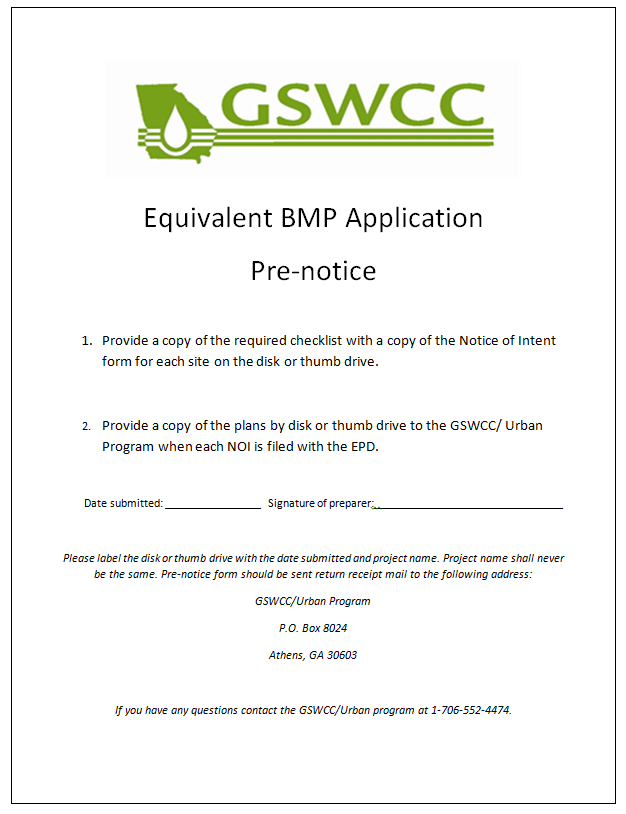 GSWCC
Equivalent BMP Application
Pre-notice
1. Provide a copy of the required checklist with a copy of the Notice of Intent
form for each site on the disk or thumb drive.
2. Provide a copy of the plans by disk or thumb drive to the GSWCC/ Urban
Program when each NOI is filed with the EPD.
Date submitted: ________________ Signature of preparer: ______________________________
Please label the disk or thumb drive with the date submitted and project name. Project name shall never
be the same. Pre-notice form should be sent return receipt mail to the following address:
GSWCC/Urban Program
P.O. Box 8024
Athens, GA 30603
If you have any questions contact the GSWCC/Urban program at 1-706-552-4474.